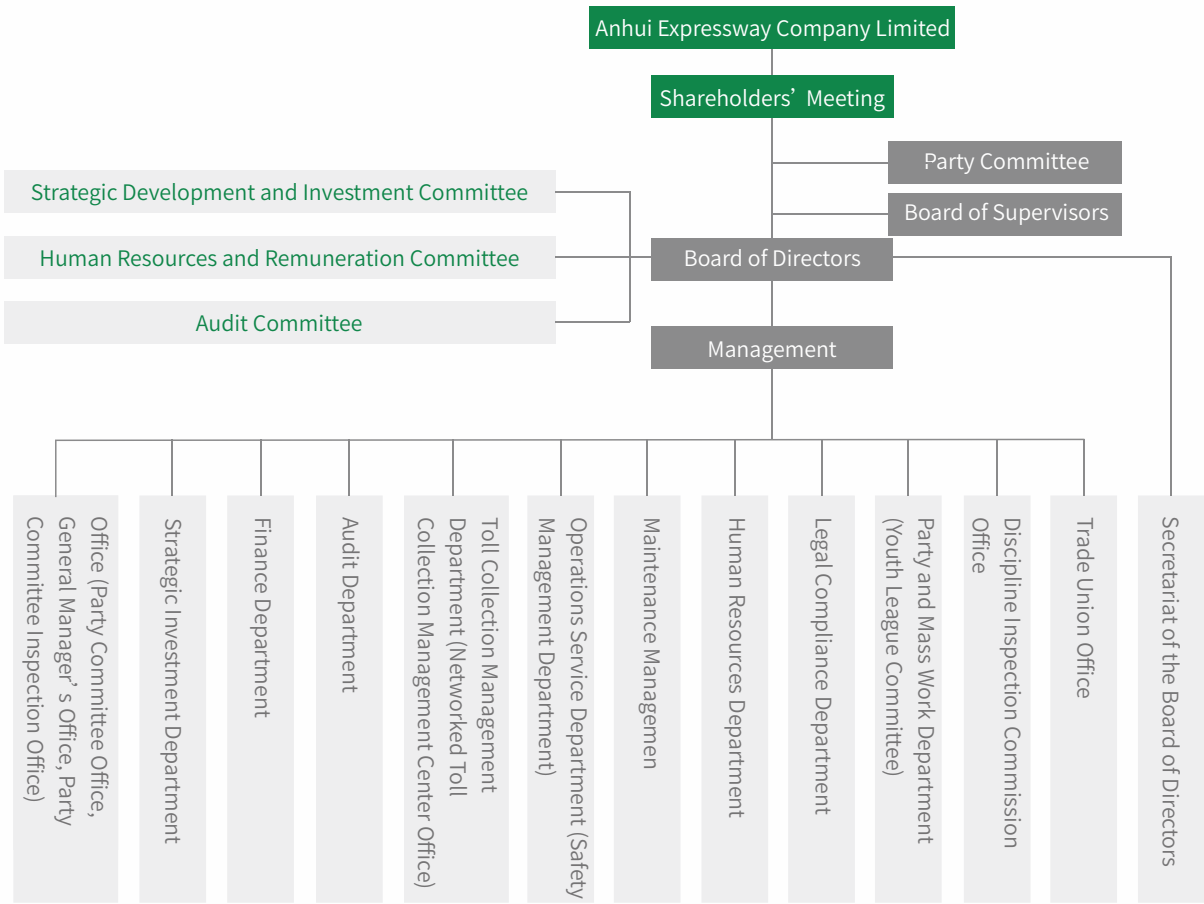 Anhui Expressway Company Limited
Shareholders’ Meeting
Party Committee
Board of Supervisors
Strategic Development and Investment Committee
Human Resources and Remuneration Committee
Audit Committee
Board of Directors
Management
Office (Party Committee Office,
General Manager’s Office, Party
Committee Inspection Office)
Strategic Investment Department
Finance Department
Audit Department
Toll Collection Management
Department (Networked Toll
Collection Management Center Office)
Operations Service Department (Safety
Management Department)
Maintenance Managemen
Human Resources Department
Legal Compliance Department
Party and Mass Work Department
(Youth League Committee)
Discipline Inspection Commission
Office
Trade Union Office
Secretariat of the Board of Directors